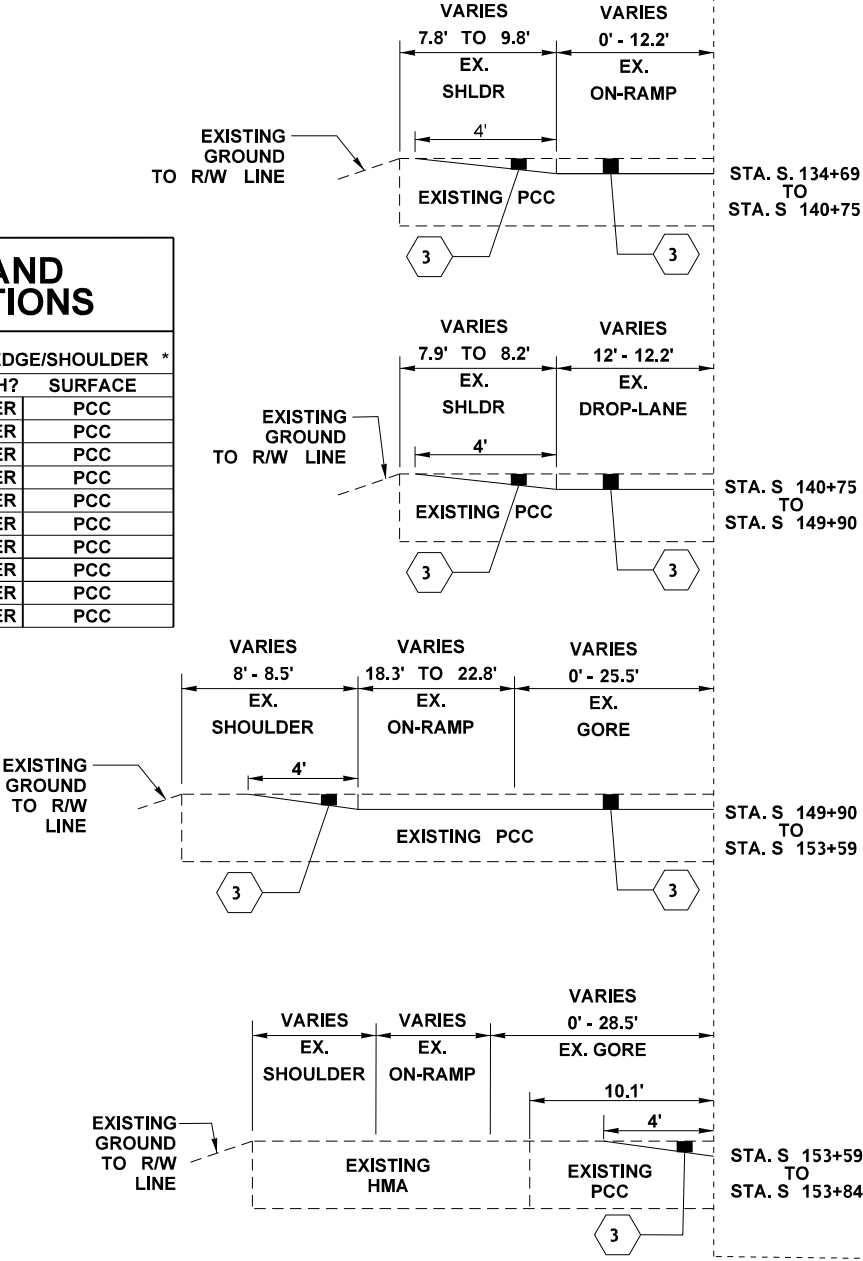 VARIES
7.8' TO 9.8'
EX.
SHLDR
VARIES
0' - 12.2'
EX.
ON-RAMP
4'
EXISTING
GROUND
TO R/W LINE
EXISTING PCC
3
3
STA. S. 134+69
TO
STA. S 140+75
AND
TIONS
EDGE/SHOULDER *
H? SURFACE
ER PCC
ER PCC
ER PCC
ER PCC
ER PCC
ER PCC
ER PCC
ER PCC
ER PCC
ER PCC
VARIES
7.9' TO 8.2'
EX.
SHLDR
VARIES
12' - 12.2'
EX.
DROP-LANE
4'
EXISTING
GROUND
TO R/W LINE
EXISTING PCC
3
3
STA. S 140+75
TO
STA. S 149+90
VARIES
8' - 8.5'
EX.
SHOULDER
VARIES
18.3' TO 22.8'
EX.
ON-RAMP
VARIES
0' - 25.5'
EX.
GORE
4'
EXISTING
GROUND
TO R/W
LINE
EXISTING PCC
3
3
STA. S 149+90
TO
STA. S 153+59
VARIES
EX.
SHOULDER
VARIES
EX.
ON-RAMP
VARIES
0' - 28.5'
EX. GORE
10.1'
4'
EXISTING
GROUND
TO R/W
LINE
EXISTING
HMA
EXISTING
PCC
3
STA. S 153+59
TO
STA. S 153+84